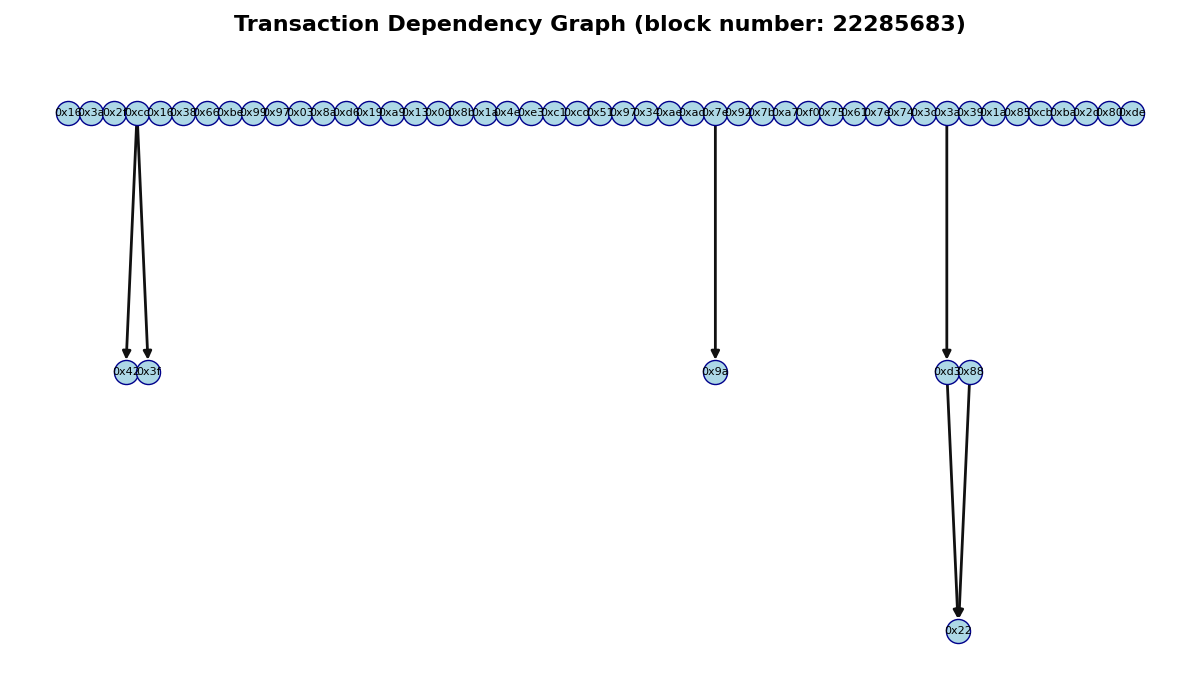 Transaction Dependency Graph (block number: 22285683)
0x16 0x3a 0x2f 0xcc 0x16 0x38 0x66 0xbe 0x99 0x97 0x03 0x8a 0xd6 0x19 0xa9 0x13 0x0d 0x8b 0x1a 0x4e 0xe3 0xc1 0xcd 0x51 0x97 0x34 0xae 0xad 0x7e 0x92 0x7b 0xa7 0xf0 0x75 0x61 0x7e 0x74 0x3d 0x3a 0x39 0x1a 0x85 0xcb 0xba 0x2d 0x80 0xde
0x42 0x3f 0x9a 0xd3 0x88
0x22